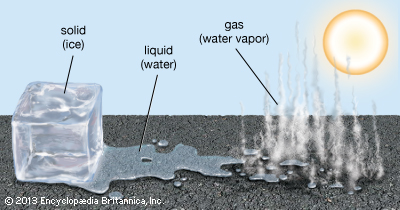 solid
(ice)
liquid
(water)
gas
(water vapor)
© 2013 Encyclopædia Britannica, Inc.